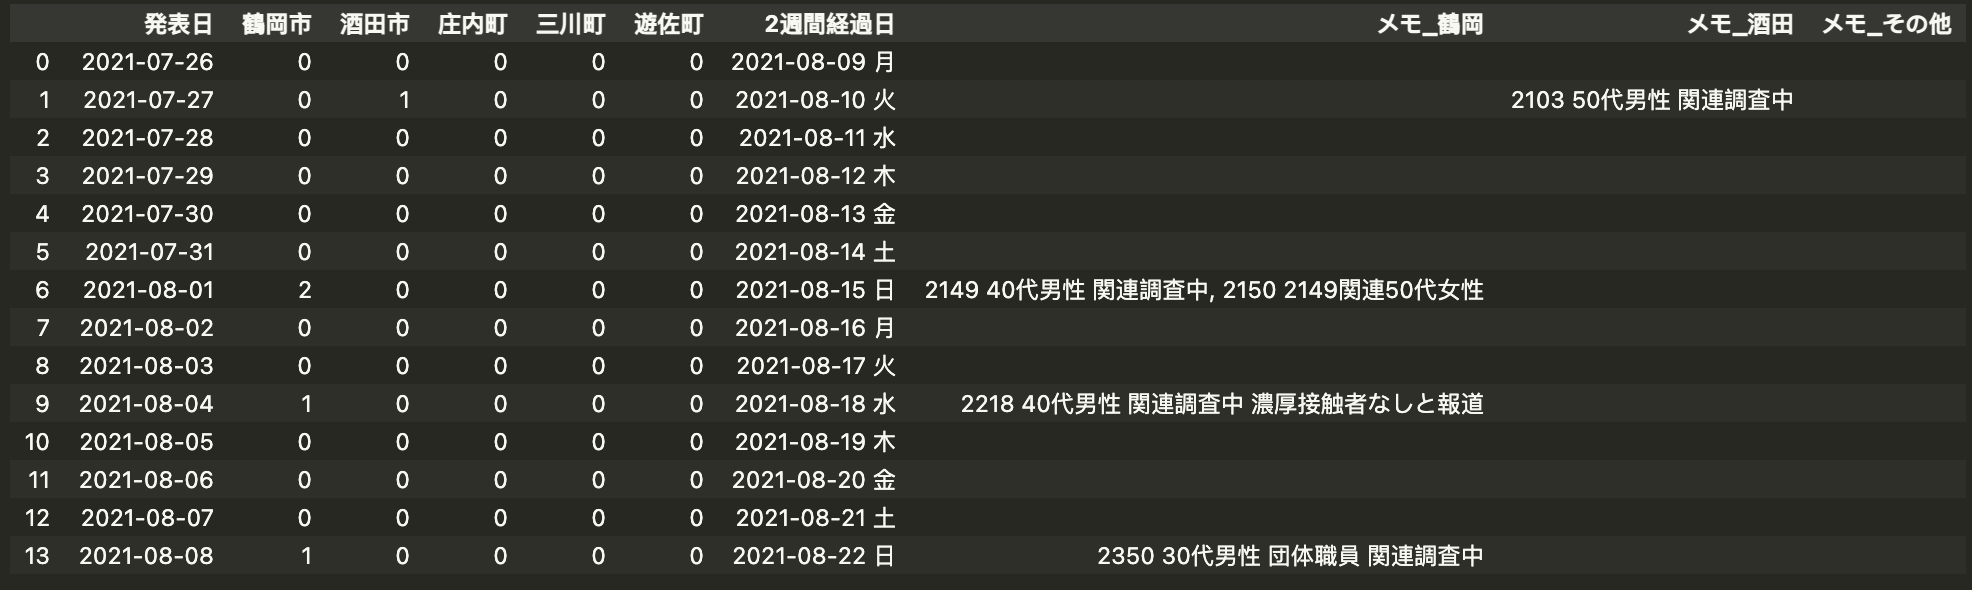 発表日 鶴岡市 酒田市 庄内町 三川町 遊佐町 2週間経過日 メモ_鶴岡 メモ_酒田 メモ_その他
0 2021-07-26 0 0 0 0 0 2021-08-09 月
1 2021-07-27 0 1 0 0 0 2021-08-10 火 2103 50代男性 関連調査中
2 2021-07-28 0 0 0 0 0 2021-08-11 水
3 2021-07-29 0 0 0 0 0 2021-08-12 木
4 2021-07-30 0 0 0 0 0 2021-08-13 金
5 2021-07-31 0 0 0 0 0 2021-08-14 土
6 2021-08-01 2 0 0 0 0 2021-08-15 日 2149 40代男性 関連調査中, 2150 2149関連50代女性
7 2021-08-02 0 0 0 0 0 2021-08-16 月
8 2021-08-03 0 0 0 0 0 2021-08-17 火
9 2021-08-04 1 0 0 0 0 2021-08-18 水 2218 40代男性 関連調査中 濃厚接触者なしと報道
10 2021-08-05 0 0 0 0 0 2021-08-19 木
11 2021-08-06 0 0 0 0 0 2021-08-20 金
12 2021-08-07 0 0 0 0 0 2021-08-21 土
13 2021-08-08 1 0 0 0 0 2021-08-22 日 2350 30代男性 団体職員 関連調査中